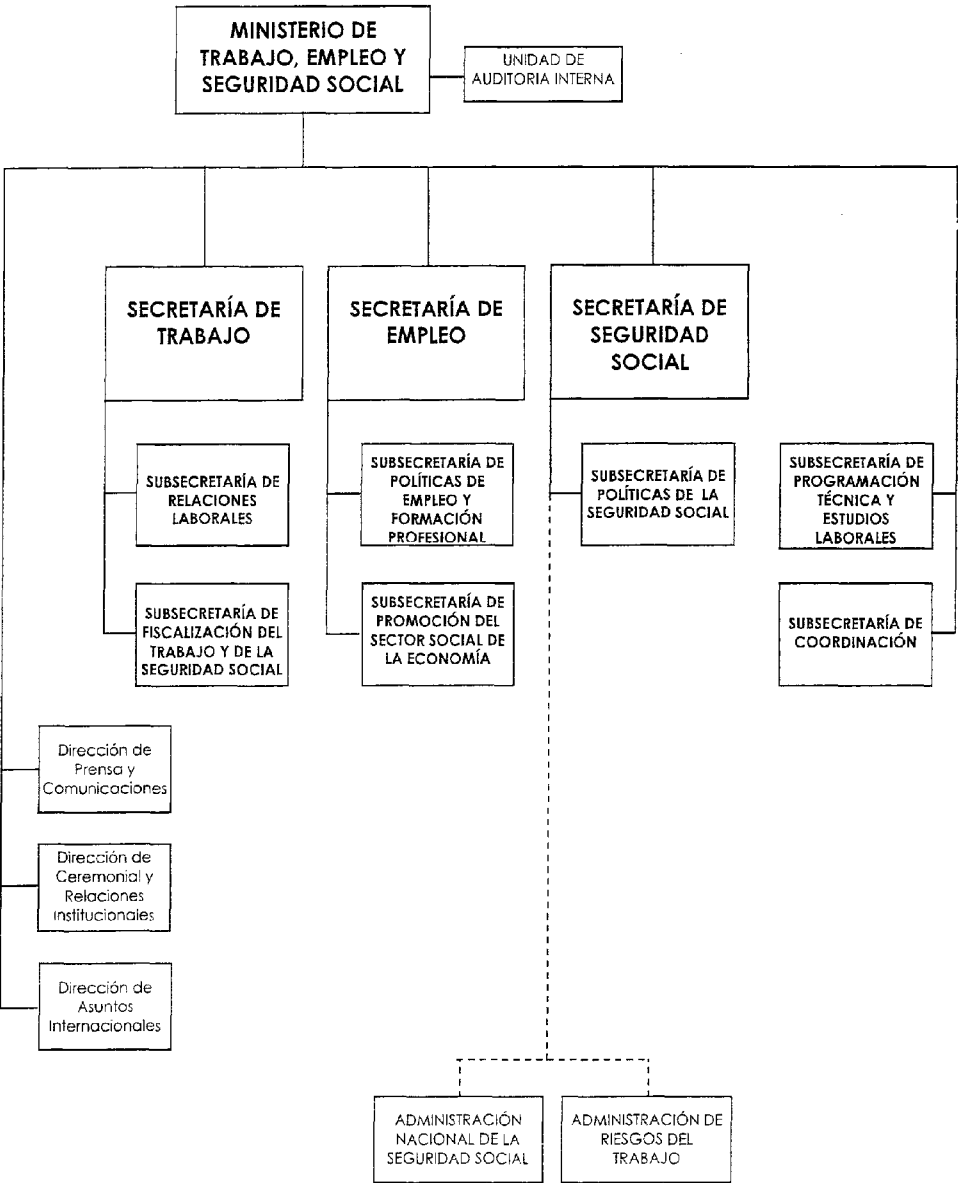 MINISTERIO DE
TRABAJO, EMPLEO Y
SEGURIDAD SOCIAL
UNIDAD DE
AUDITORIA INTERNA
SECRETARÍA DE
TRABAJO
SECRETARÍA DE
EMPLEO
SECRETARÍA DE
SEGURIDAD
SOCIAL
SUBSECRETARÍA DE
RELACIONES
LABORALES
SUBSECRETARÍA DE
POLÍTICAS DE
EMPLEO Y
FORMACIÓN
PROFESIONAL
SUBSECRETARÍA DE
POLÍTICAS DE LA
SEGURIDAD SOCIAL
SUBSECRETARÍA DE
PROGRAMACIÓN
TÉCNICA Y
ESTUDIOS
LABORALES
SUBSECRETARÍA DE
FISCALIZACIÓN DEL
TRABAJO Y DE LA
SEGURIDAD SOCIAL
SUBSECRETARÍA DE
PROMOCIÓN DEL
SECTOR SOCIAL DE
LA ECONOMÍA
SUBSECRETARÍA DE
COORDINACIÓN
Dirección de
Prensa y
Comunicaciones
Dirección de
Ceremonial y
Relaciones
Institucionales
Dirección de
Asuntos
Internacionales
ADMINISTRACIÓN
NACIONAL DE LA
SEGURIDAD SOCIAL
ADMINISTRACIÓN DE
RIESGOS DEL
TRABAJO